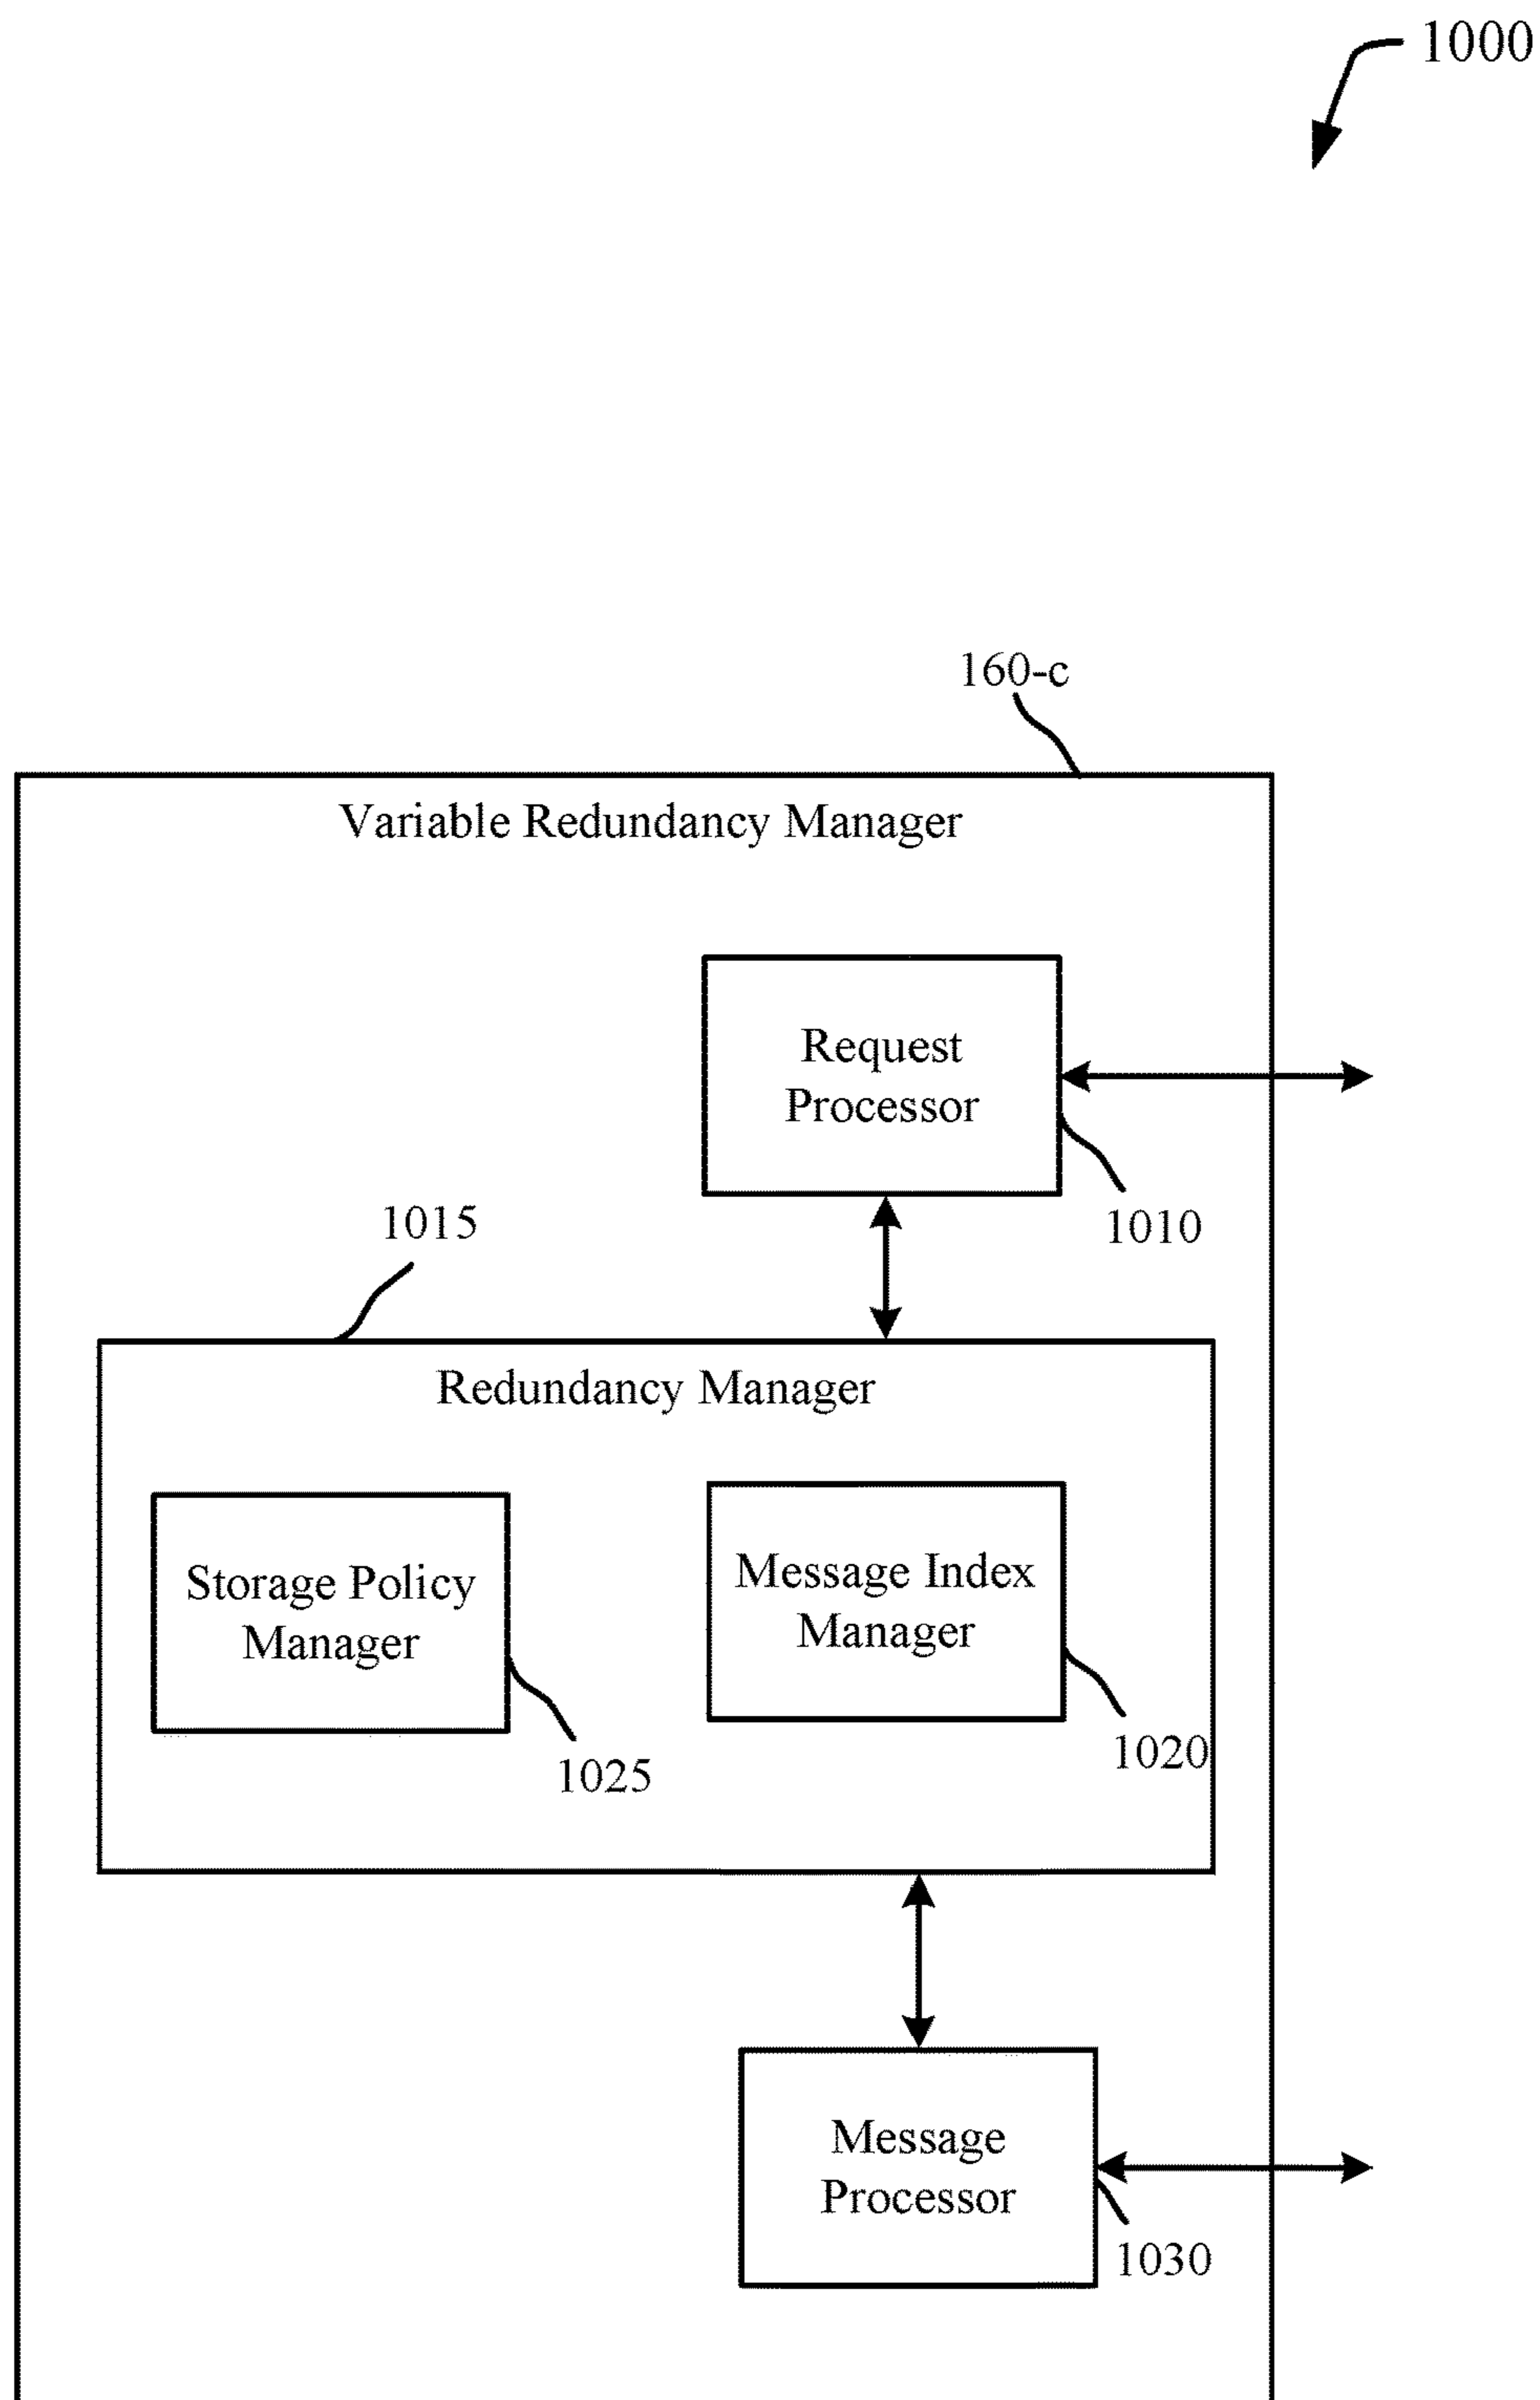 1000
160-c
Variable Redundancy Manager
Request
Processor
1010
1015
Redundancy Manager
Storage Policy
Manager
1025
Message Index
Manager
1020
Message
Processor
1030